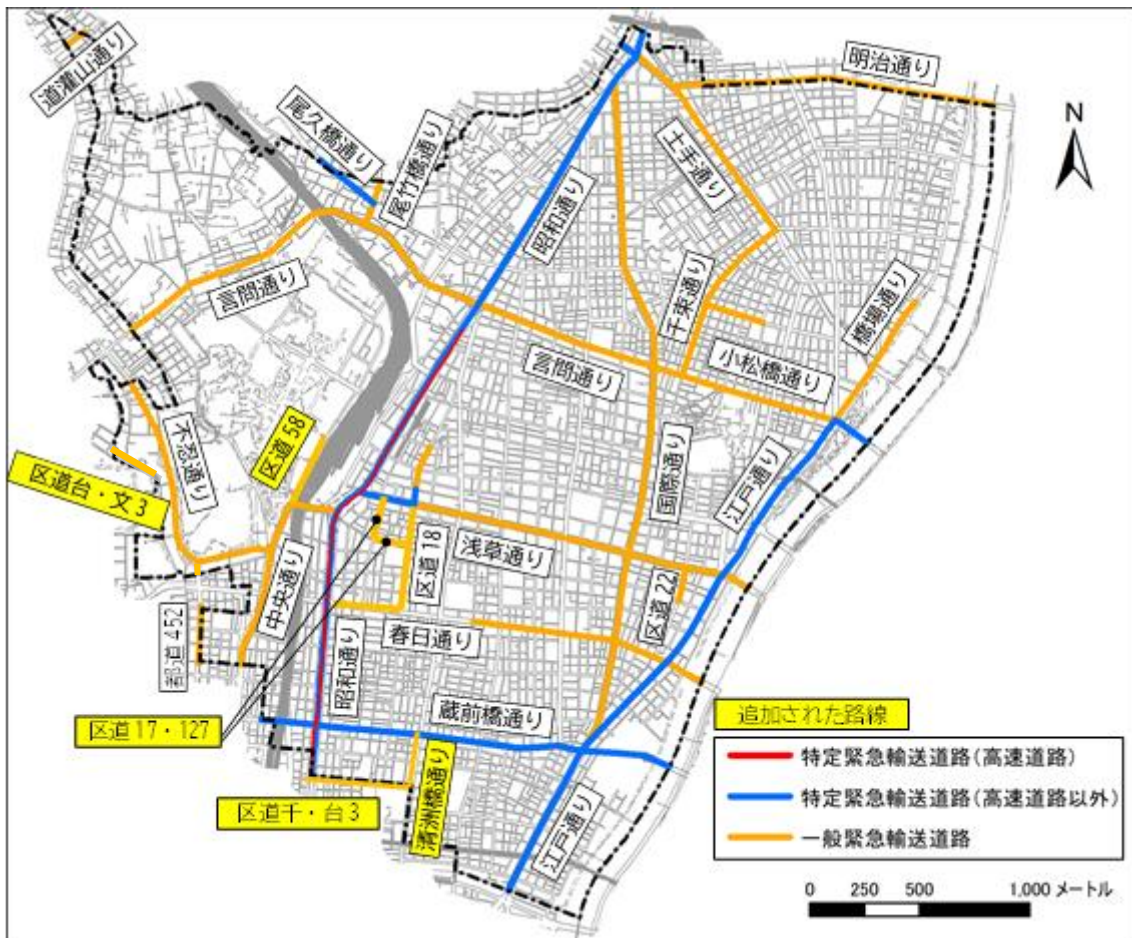 道灌山通り
明治通り
尾久橋通り
尾竹橋通り
土手通り
昭和通り
N
言問通り
千束通り
橋場通り
言問通り
小松橋通り
不忍通り
区道58
国際通り
江戸通り
区道台・文3
区道18
浅草通り
区道22
中央通り
都道452
昭和通り
春日通り
区道17・127
蔵前橋通り
清洲橋通り
区道千・台3
江戸通り
追加された路線
特定緊急輸送道路(高速道路)
特定緊急輸送道路(高速道路以外)
一般緊急輸送道路
0 250 500 1,000 メートル